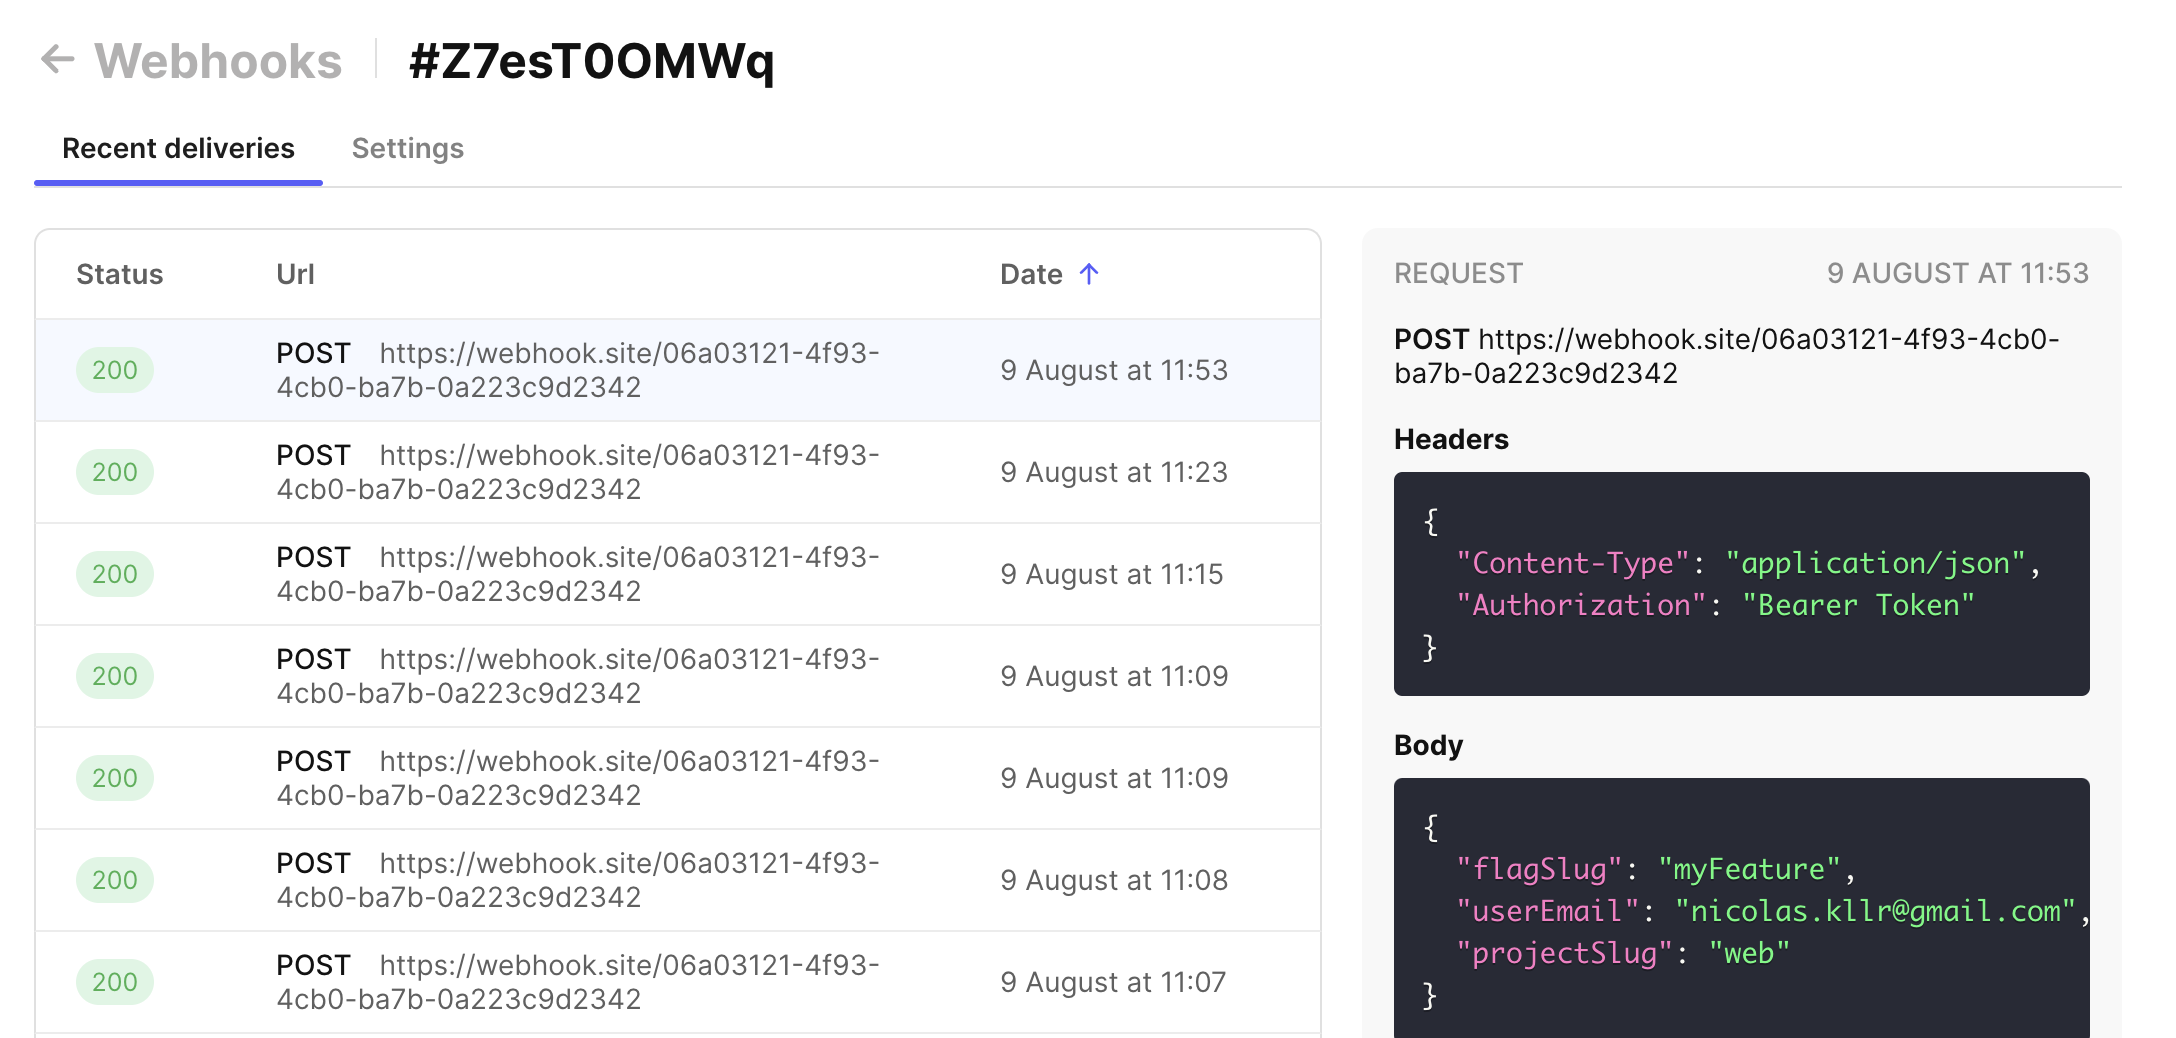 ← Webhooks #Z7esT0OMWq
Recent deliveries Settings
Status Url Date ↑
200 POST https://webhook.site/06a03121-4f93-
4cb0-ba7b-0a223c9d2342 9 August at 11:53
200 POST https://webhook.site/06a03121-4f93-
4cb0-ba7b-0a223c9d2342 9 August at 11:23
200 POST https://webhook.site/06a03121-4f93-
4cb0-ba7b-0a223c9d2342 9 August at 11:15
200 POST https://webhook.site/06a03121-4f93-
4cb0-ba7b-0a223c9d2342 9 August at 11:09
200 POST https://webhook.site/06a03121-4f93-
4cb0-ba7b-0a223c9d2342 9 August at 11:09
200 POST https://webhook.site/06a03121-4f93-
4cb0-ba7b-0a223c9d2342 9 August at 11:08
200 POST https://webhook.site/06a03121-4f93-
4cb0-ba7b-0a223c9d2342 9 August at 11:07
REQUEST 9 AUGUST AT 11:53
POST https://webhook.site/06a03121-4f93-4cb0-
ba7b-0a223c9d2342
Headers
{
"Content-Type": "application/json",
"Authorization": "Bearer Token"
}
Body
{
"flagSlug": "myFeature",
"userEmail": "nicolas.kllr@gmail.com",
"projectSlug": "web"
}